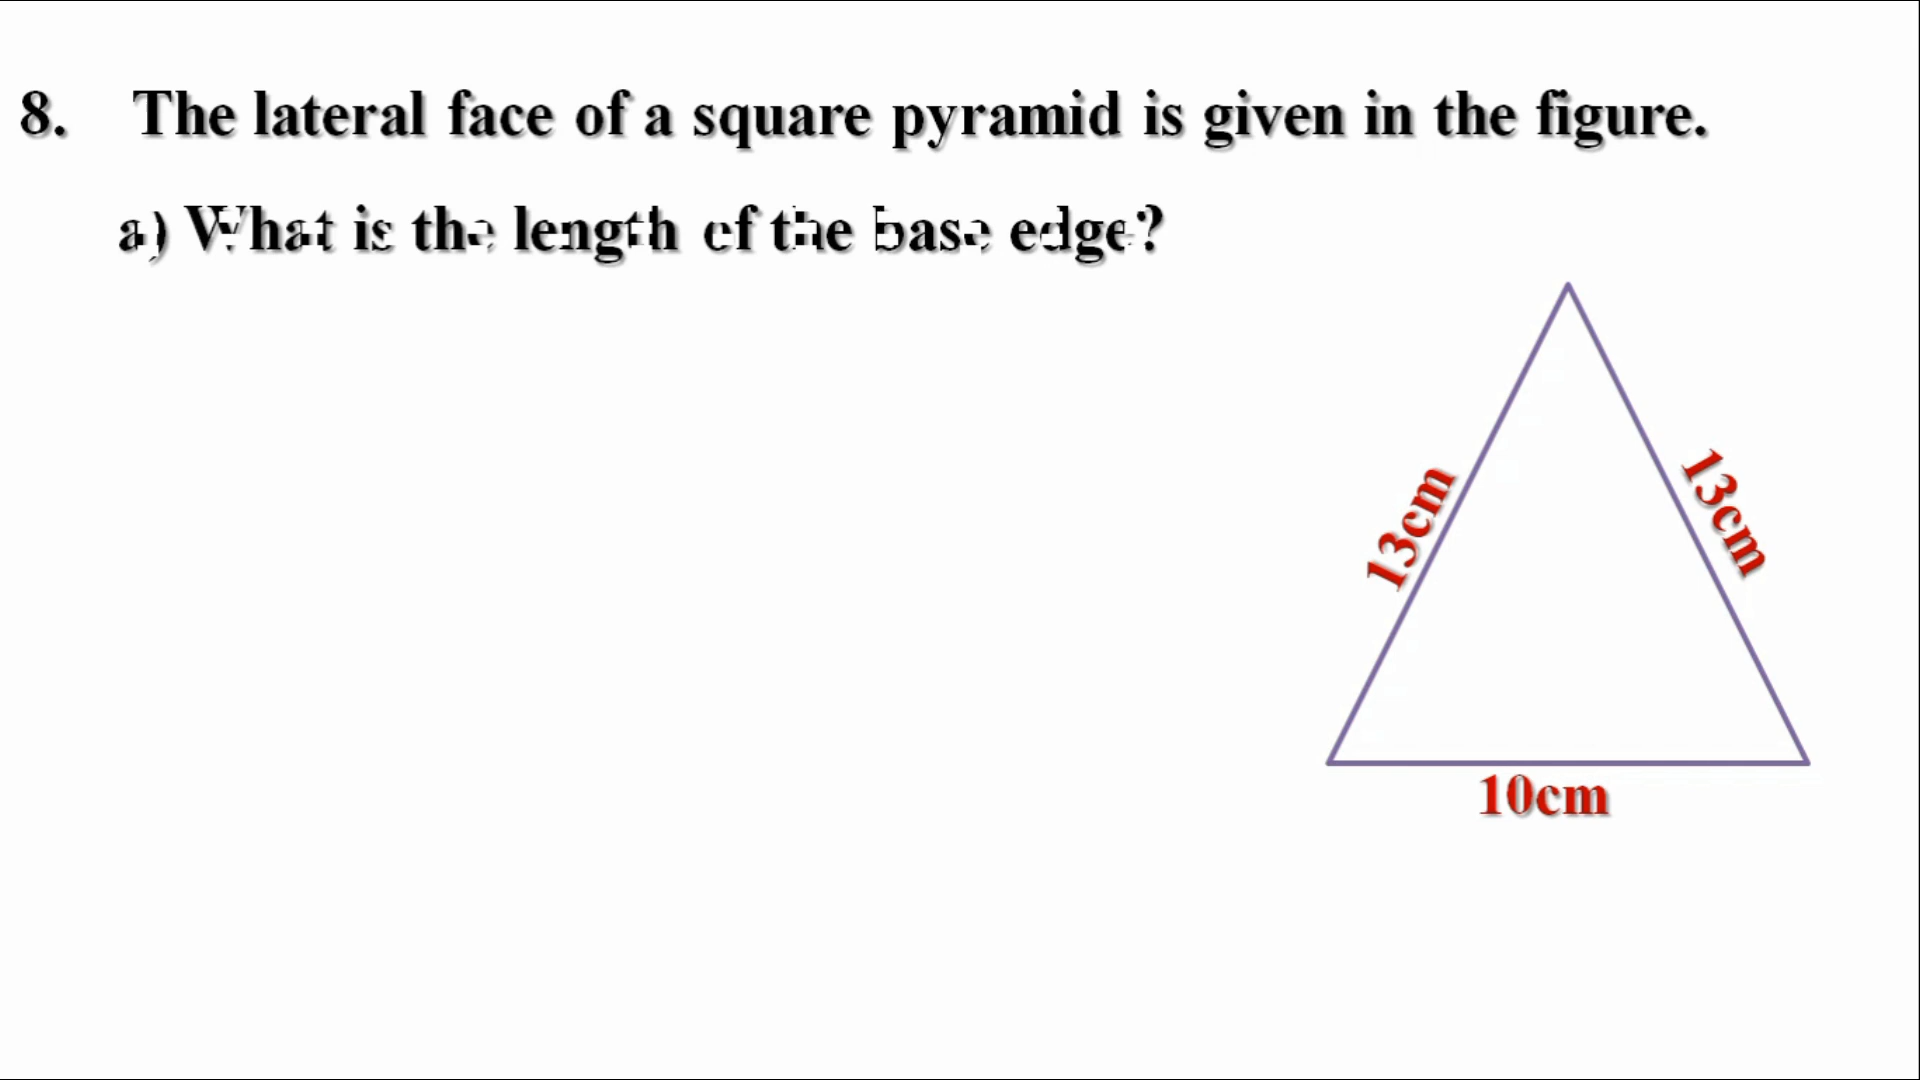 8. The lateral face of a square pyramid is given in the figure.
a) What is the length of the base edge?
13cm
13cm
10cm